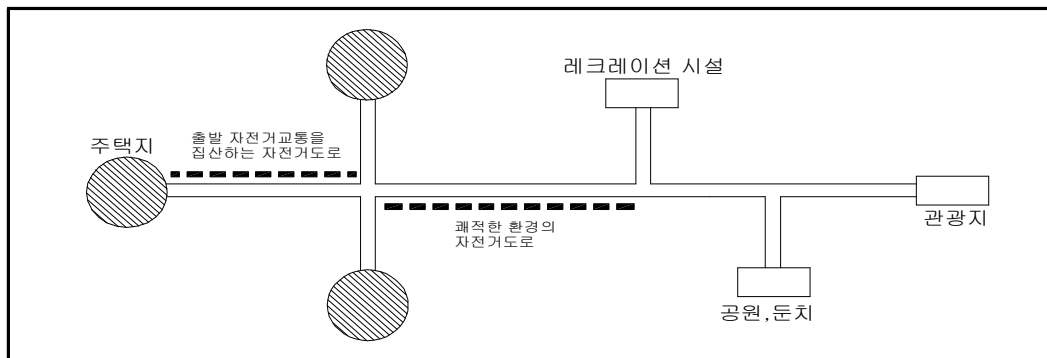 레크레이션 시설
출발 자전거교통을
집산하는 자전거도로
주택지
쾌적한 환경의
자전거도로
관광지
공원,둔치